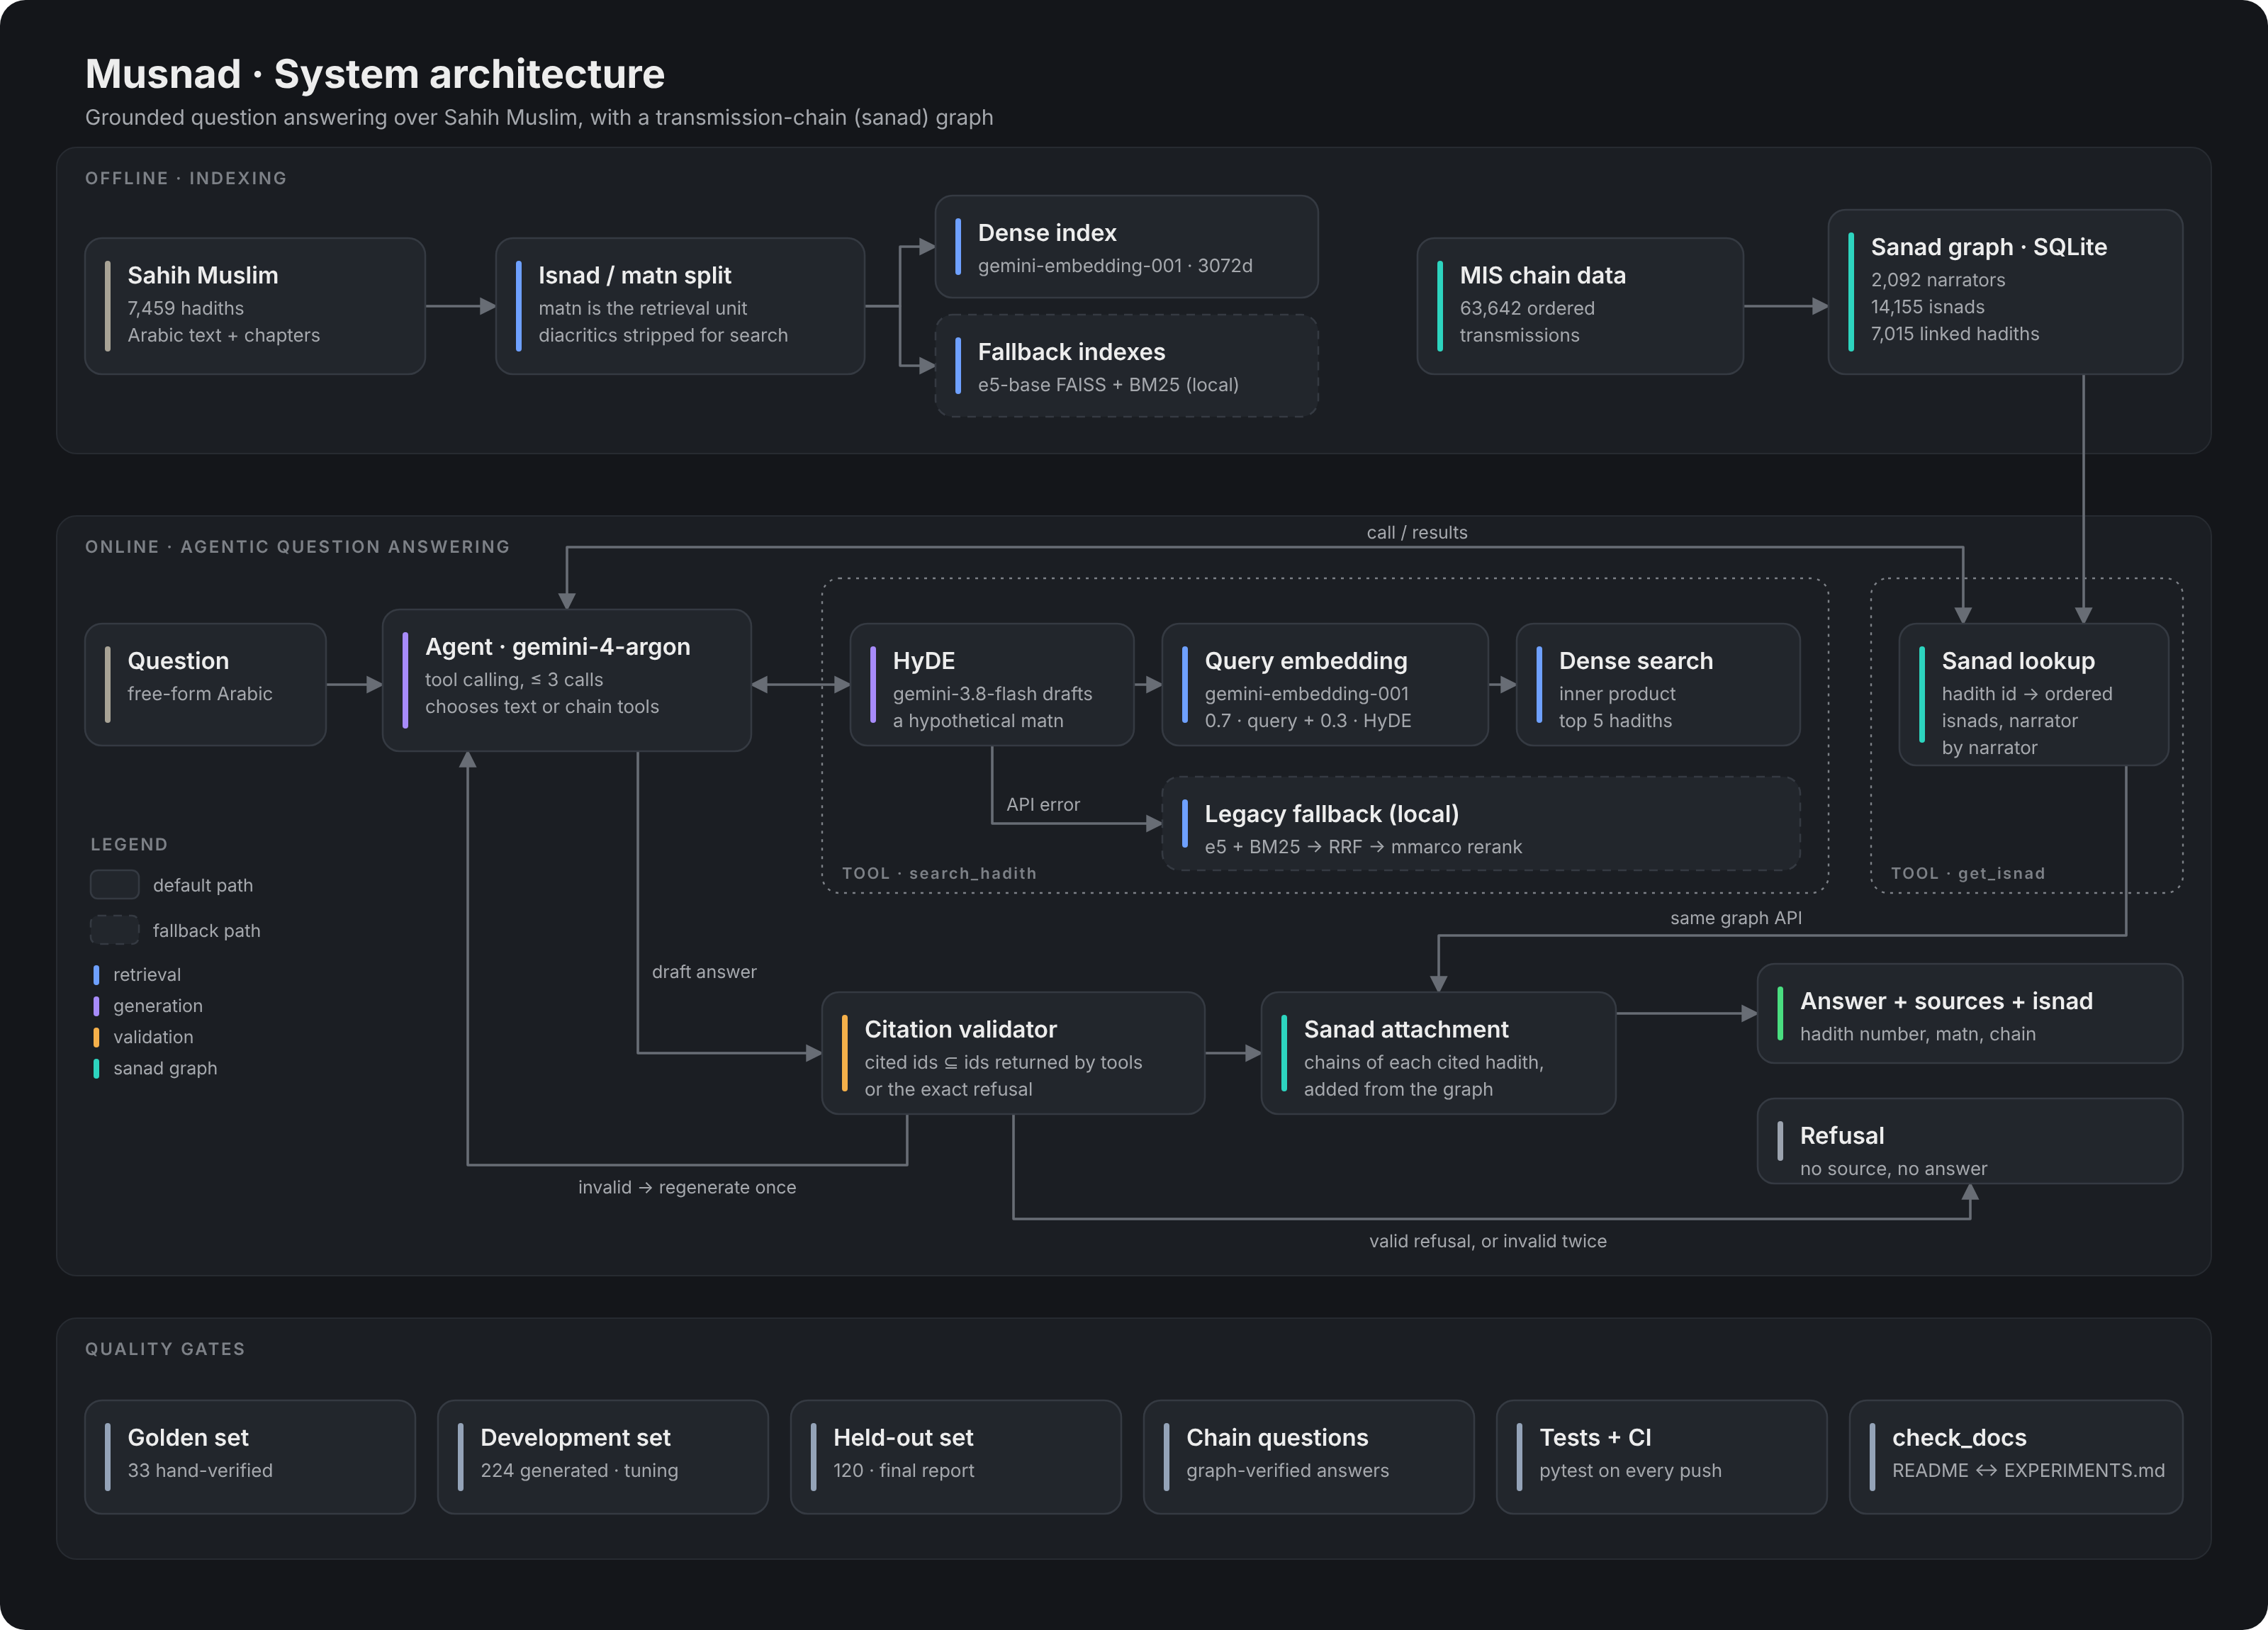 Musnad · System architecture
Grounded question answering over Sahih Muslim, with a transmission-chain (sanad) graph
OFFLINE · INDEXING
Sahih Muslim
7,459 hadiths
Arabic text + chapters
Isnad / matn split
matn is the retrieval unit
diacritics stripped for search
Dense index
gemini-embedding-001 · 3072d
Fallback indexes
e5-base FAISS + BM25 (local)
MIS chain data
63,642 ordered
transmissions
Sanad graph · SQLite
2,092 narrators
14,155 isnads
7,015 linked hadiths
ONLINE · AGENTIC QUESTION ANSWERING
call / results
Question
free-form Arabic
Agent · gemini-4-argon
tool calling, ≤ 3 calls
chooses text or chain tools
HyDE
gemini-3.8-flash drafts
a hypothetical matn
Query embedding
gemini-embedding-001
0.7 · query + 0.3 · HyDE
Dense search
inner product
top 5 hadiths
Sanad lookup
hadith id → ordered
isnads, narrator
by narrator
API error
Legacy fallback (local)
e5 + BM25 → RRF → mmarco rerank
TOOL · search_hadith
TOOL · get_isnad
LEGEND
default path
fallback path
retrieval
generation
validation
sanad graph
same graph API
draft answer
Citation validator
cited ids ⊆ ids returned by tools
or the exact refusal
Sanad attachment
chains of each cited hadith,
added from the graph
Answer + sources + isnad
hadith number, matn, chain
Refusal
no source, no answer
invalid → regenerate once
valid refusal, or invalid twice
QUALITY GATES
Golden set
33 hand-verified
Development set
224 generated · tuning
Held-out set
120 · final report
Chain questions
graph-verified answers
Tests + CI
pytest on every push
check_docs
README ↔ EXPERIMENTS.md